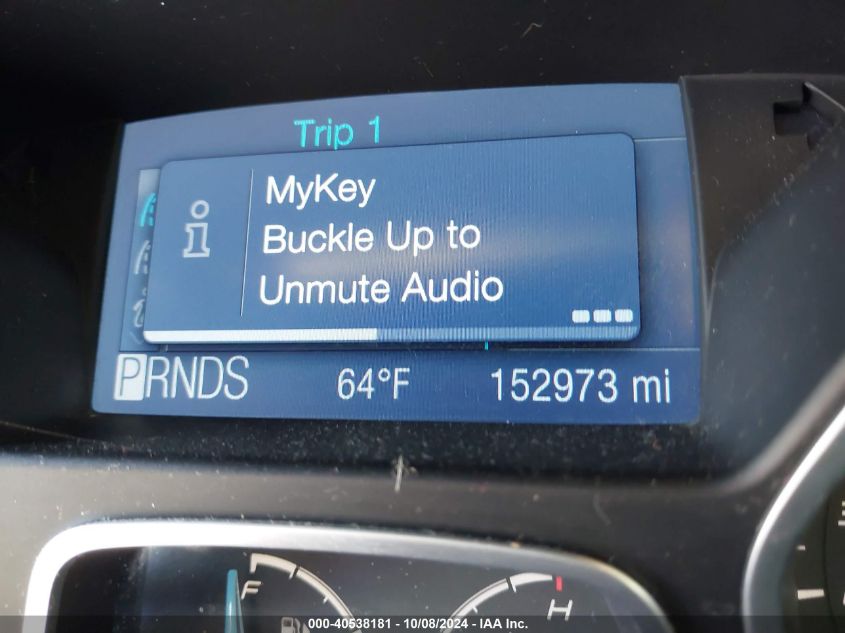 Trip 1
MyKey
Buckle Up to
Unmute Audio
PRNDS 64°F 152973 mi
F H
000-40538181 - 10/08/2024 - IAA Inc.